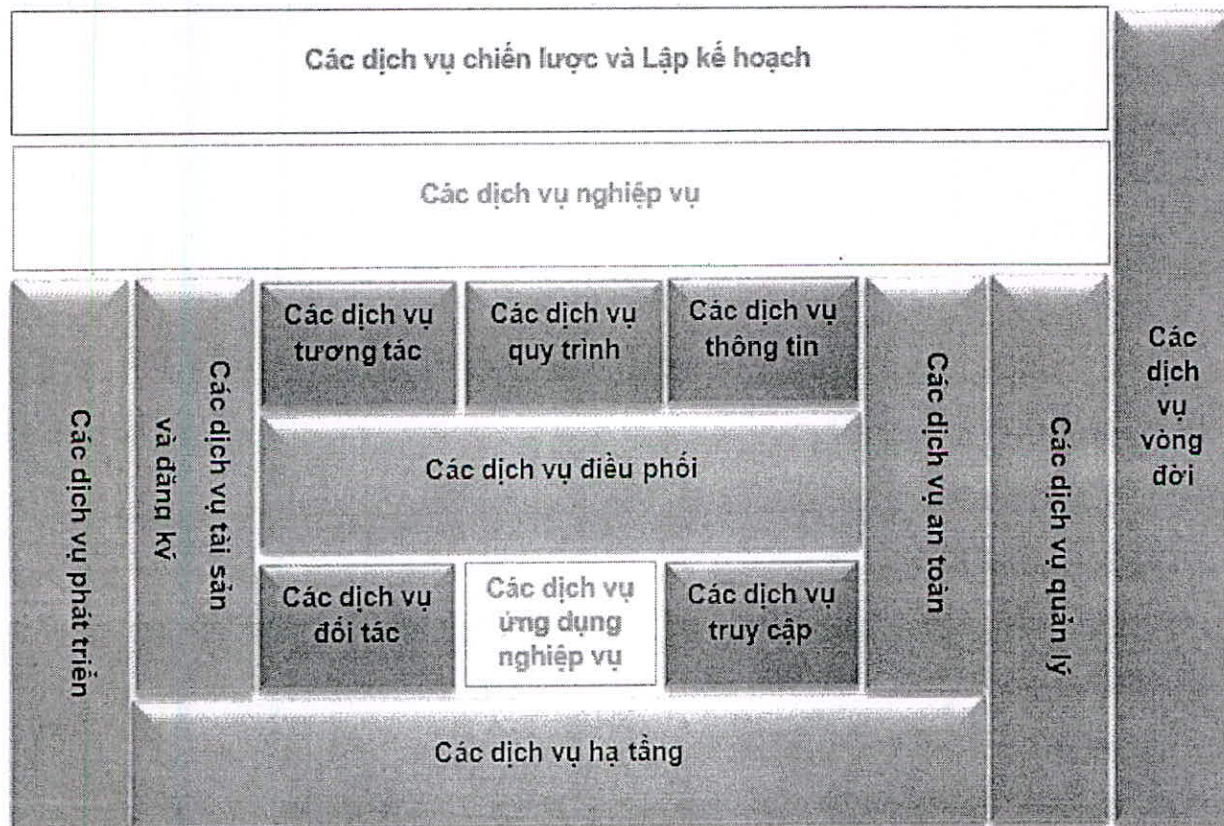 Các dịch vụ chiến lược và Lập kế hoạch
Các dịch vụ nghiệp vụ
Các dịch vụ phát triển
Các dịch vụ tài sản
và đăng ký
Các dịch vụ
tương tác
Các dịch vụ
quy trình
Các dịch vụ
thông tin
Các dịch vụ điều phối
Các dịch vụ
đối tác
Các dịch vụ
ứng dụng
nghiệp vụ
Các dịch vụ
truy cập
Các dịch vụ an toàn
Các dịch vụ quản lý
Các
dịch
vụ
vòng
đời
Các dịch vụ hạ tầng